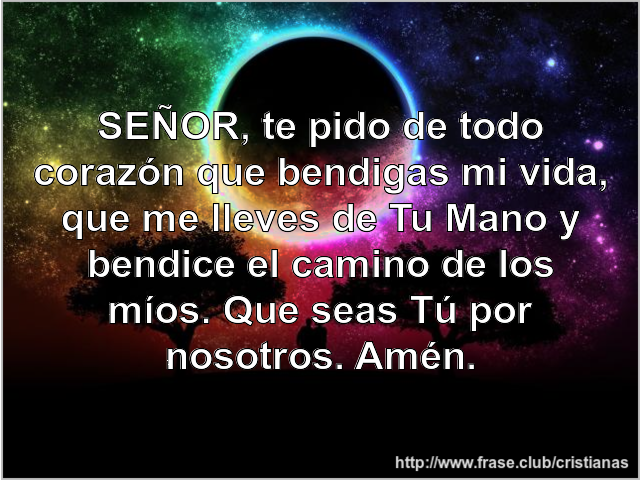 SEÑOR, te pido de todo
corazón que bendigas mi vida,
que me lleves de Tu Mano y
bendice el camino de los
míos. Que seas Tú por
nosotros. Amén.
http://www.frase.club/cristianas